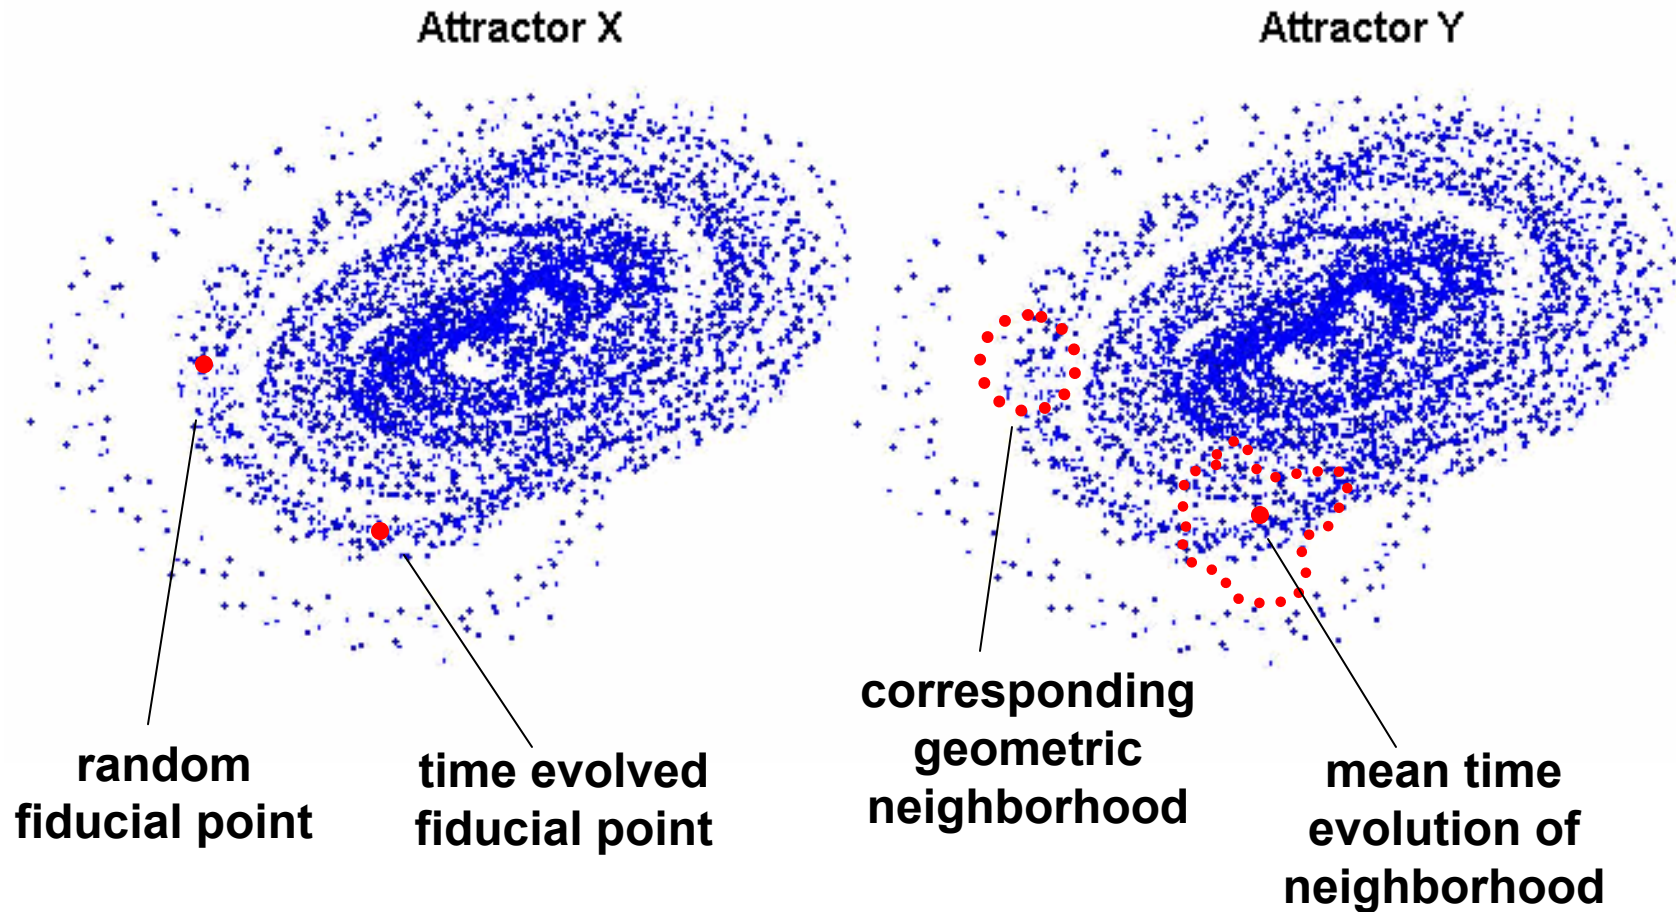 Attractor X
Attractor Y
random
fiducial point
time evolved
fiducial point
corresponding
geometric
neighborhood
mean time
evolution of
neighborhood